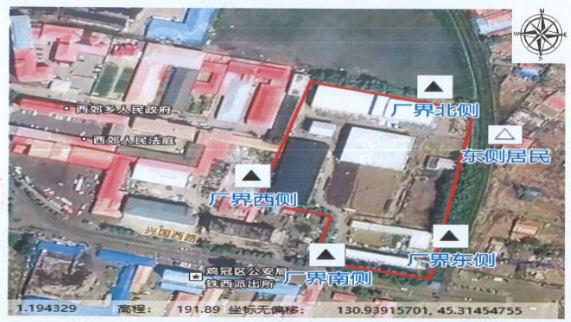 N
W
E
S
厂界北侧
西郊乡人民政府
西郊人民法庭
东侧居民
厂界西侧
兴国西路
厂界东侧
鸡冠区公安局
铁西派出所
厂界南侧
1.194329 高程： 191.89 坐标无偏移： 130.93915701, 45.31454755